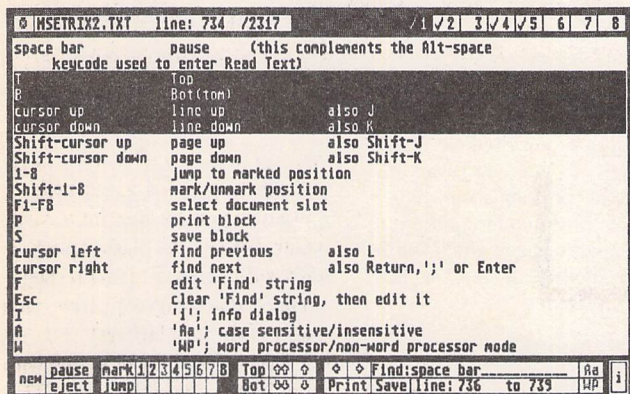 MSETRIX2.TXT line: 734 /2317 √1 √2 3 √4 √5 6 7 8
space bar pause (this complements the Alt-space
keycode used to enter Read Text)
T Top
B Bot(tom)
cursor up line up also J
cursor down line down also K
Shift-cursor up page up also Shift-J
Shift-cursor down page down also Shift-K
1-8 jump to marked position
Shift-1-8 mark/unmark position
F1-F8 select document slot
P print block
S save block
cursor left find previous also L
cursor right find next also Return,';' or Enter
F edit 'Find' string
Esc clear 'Find' string, then edit it
I 'i'; info dialog
A 'Aa'; case sensitive/insensitive
W 'WP'; word processor/non-word processor mode
new pause mark 1 2 3 4 5 6 7 8 Top Find:space bar Aa i
eject jump Bot Print Save line: 736 to 739 WP